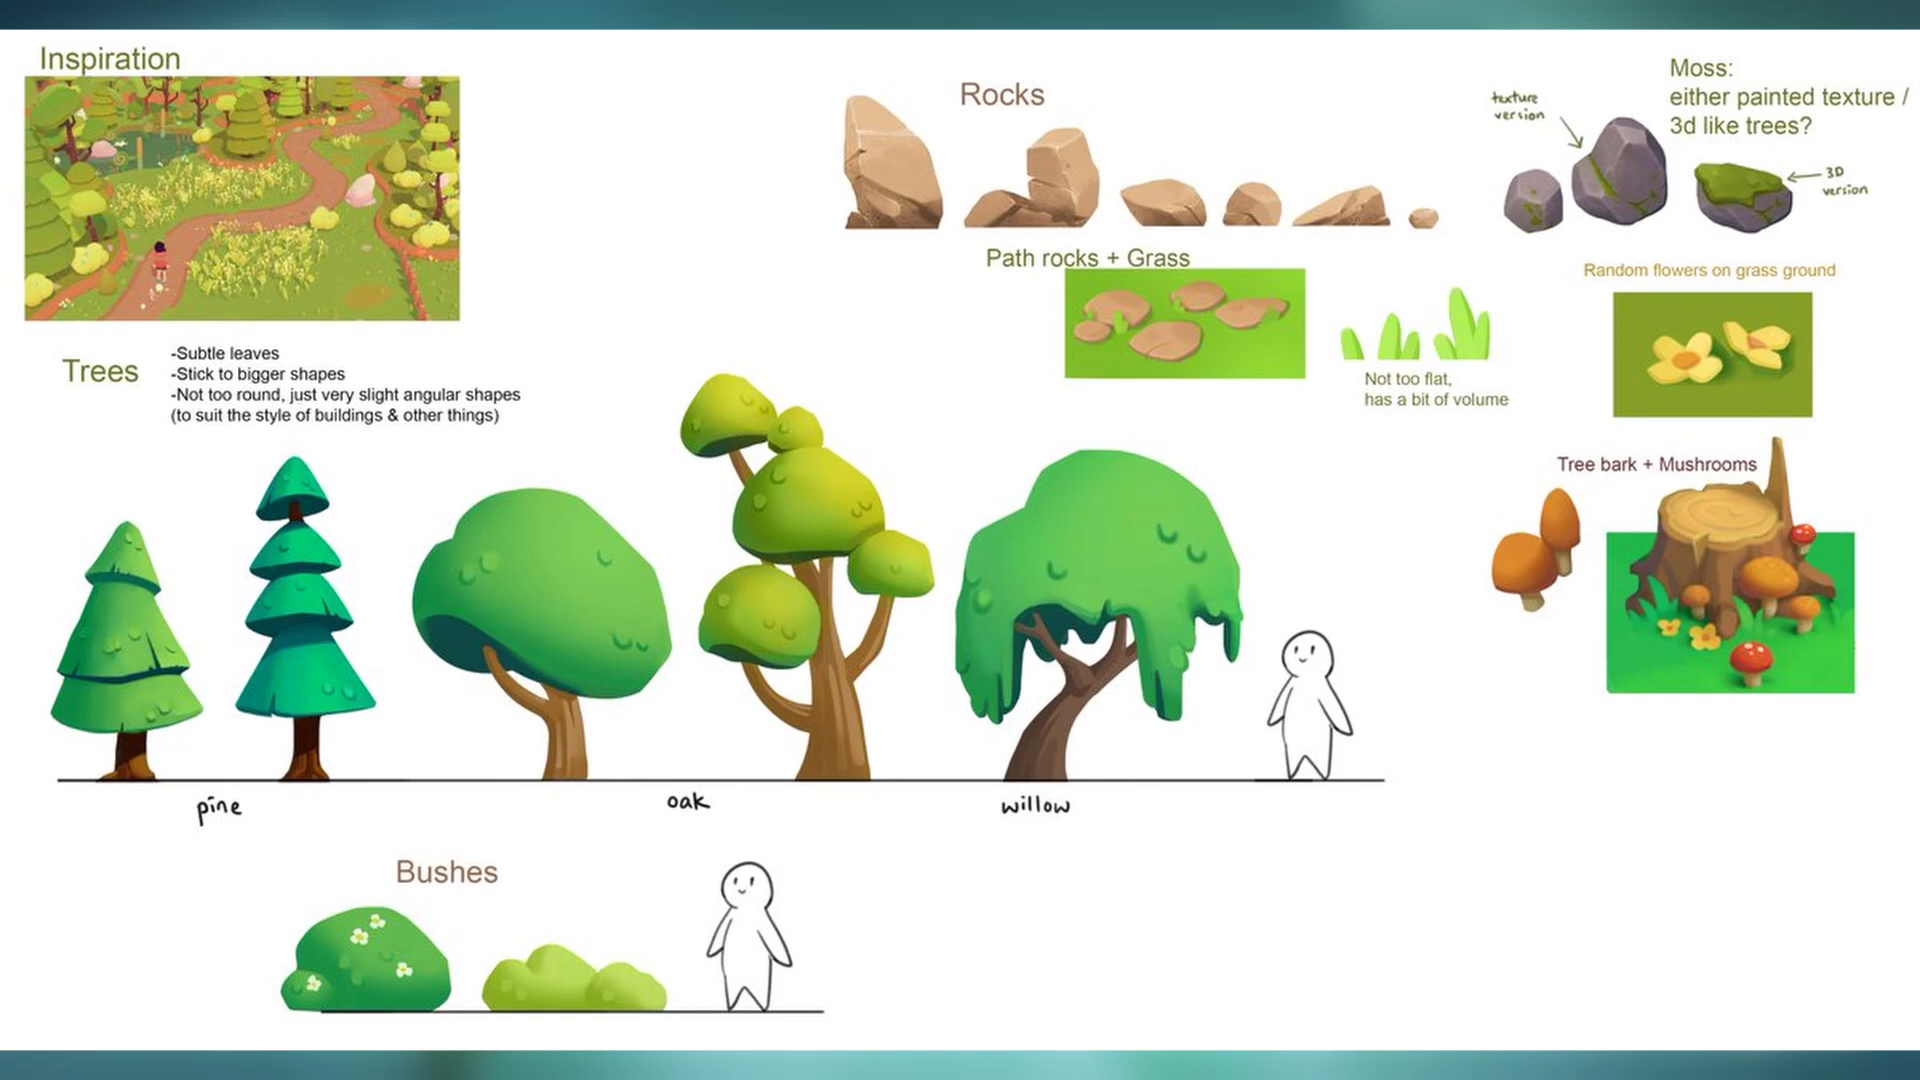 Inspiration
Trees
-Subtle leaves
-Stick to bigger shapes
-Not too round, just very slight angular shapes
(to suit the style of buildings & other things)
Rocks
texture
version
Moss:
either painted texture /
3d like trees?
3D
version
Path rocks + Grass
Not too flat,
has a bit of volume
Random flowers on grass ground
Tree bark + Mushrooms
pine
oak
willow
Bushes